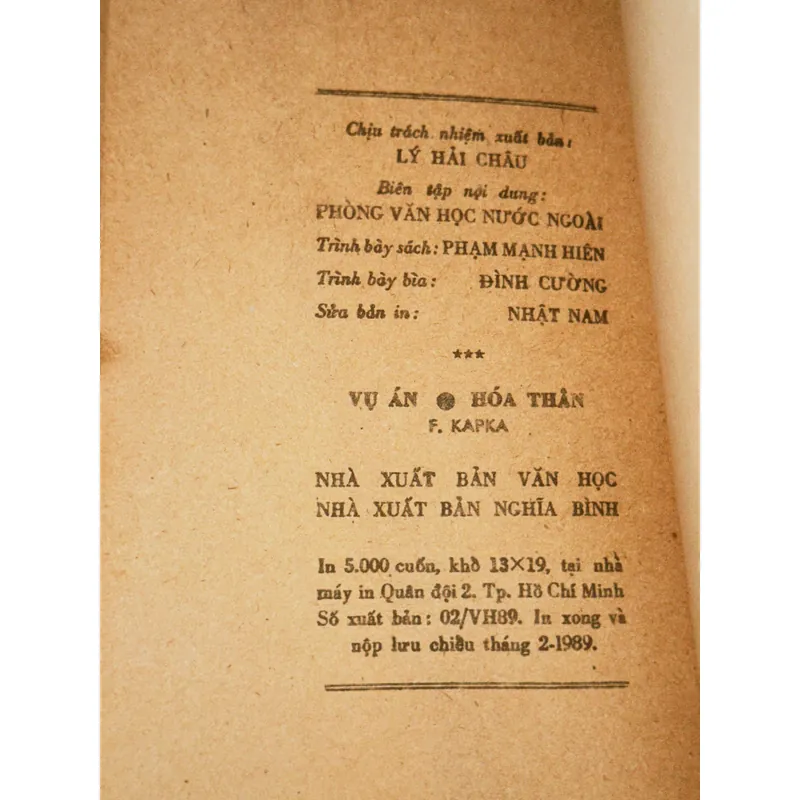 Chịu trách nhiệm xuất bản:
LÝ HẢI CHÂU
Biên tập nội dung:
PHÒNG VĂN HỌC NƯỚC NGOÀI
Trình bày sách: PHẠM MẠNH HIÊN
Trình bày bìa: ĐÌNH CƯỜNG
Sửa bản in: NHẬT NAM
***
VỤ ÁN ● HÓA THÂN
F. KAPKA
NHÀ XUẤT BẢN VĂN HỌC
NHÀ XUẤT BẢN NGHĨA BÌNH
In 5.000 cuốn, khổ 13×19, tại nhà
máy in Quân đội 2. Tp. Hồ Chí Minh
Số xuất bản: 02/VH89. In xong và
nộp lưu chiều tháng 2-1989.